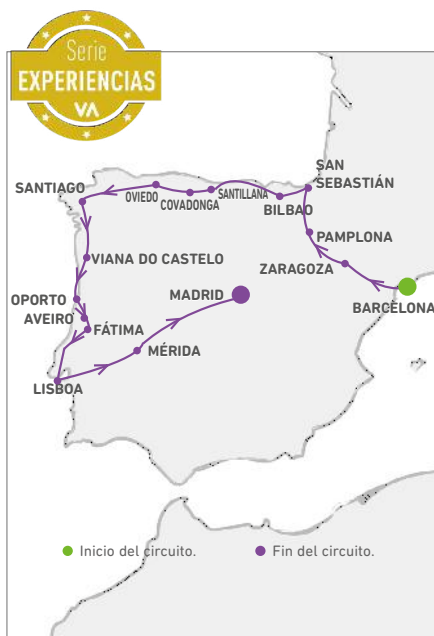 Serie
EXPERIENCIAS
VA
SAN
SEBASTIÁN
SANTIAGO
OVIEDO
COVADONGA
SANTILLANA
BILBAO
PAMPLONA
VIANA DO CASTELO
ZARAGOZA
MADRID
OPORTO
BARCELONA
AVEIRO
FÁTIMA
MÉRIDA
LISBOA
Inicio del circuito.
Fin del circuito.